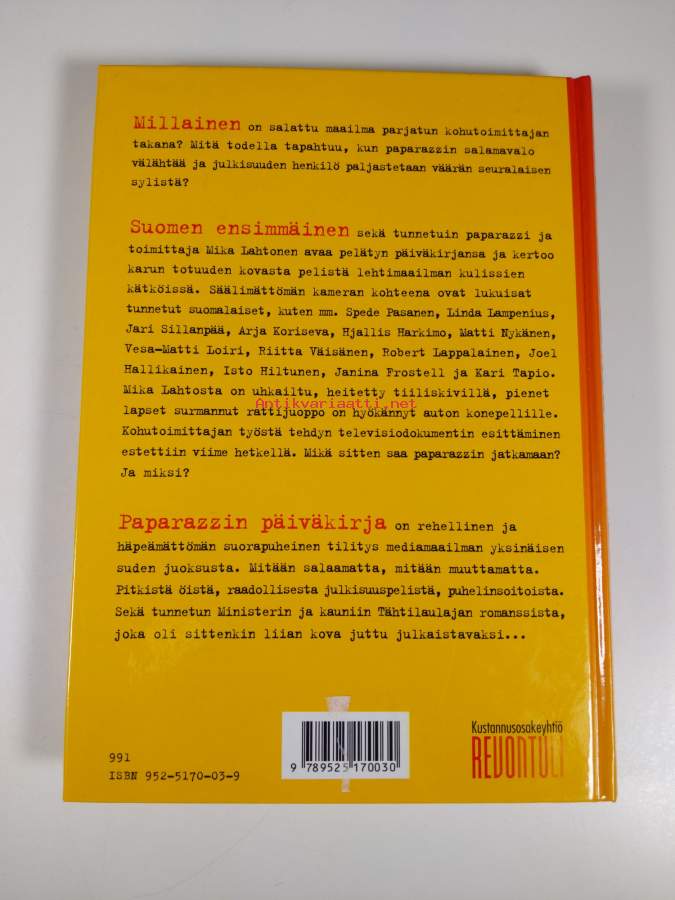 Millainen on salattu maailma parjatun kohutoimittajan
takana? Mitä todella tapahtuu, kun paparazzin salamavalo
välähtää ja julkisuuden henkilö paljastetaan väärän seuralaisen
sylistä?
Suomen ensimmäinen sekä tunnetuin paparazzi ja
toimittaja Mika Lahtonen avaa pelätyn päiväkirjansa ja kertoo
karun totuuden kovasta pelistä lehtimaailman kulissien
kätköissä. Säälimättömän kameran kohteena ovat lukuisat
tunnetut suomalaiset, kuten mm. Spede Pasanen, Linda Lampenius,
Jari Sillanpää, Arja Koriseva, Hjallis Harkimo, Matti Nykänen,
Vesa-Matti Loiri, Riitta Väisänen, Robert Lappalainen, Joel
Hallikainen, Isto Hiltunen, Janina Frostell ja Kari Tapio.
Mika Lahtosta on uhkailtu, heitetty tiiliskivillä, pienet
lapset surmannut rattijuoppo on hyökännyt auton konepellille.
Antikvariaatti.net
Kohutoimittajan työstä tehdyn televisiodokumentin esittäminen
estettiin viime hetkellä. Mikä sitten saa paparazzin jatkamaan?
Ja miksi?
Paparazzin päiväkirja on rehellinen ja
häpeämättömän suorapuheinen tilitys mediamaailman yksinäisen
suden juoksusta. Mitään salaamatta, mitään muuttamatta.
Pitkistä öistä, raadollisesta julkisuuspelistä, puhelinsoitoista.
Sekä tunnetun Ministerin ja kauniin Tähtilaulajan romanssista,
joka oli sittenkin liian kova juttu julkaistavaksi...
991
ISBN 952-5170-03-9
9 789525 170030
Kustannusosakeyhtiö
REVONTULI